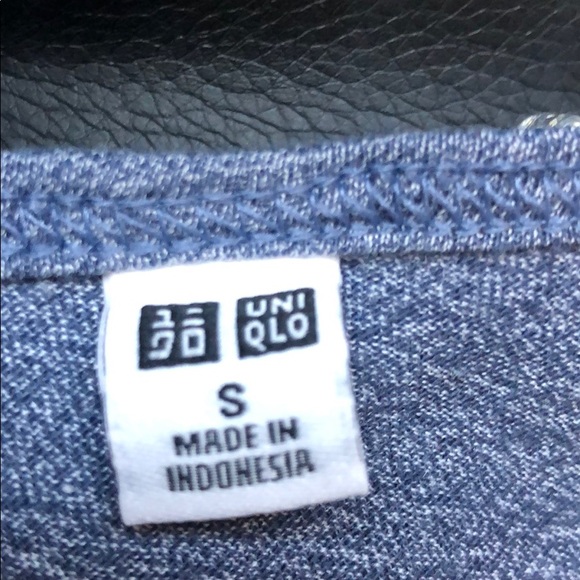 ユニ UNI
クロ QLO
S
MADE IN
INDONESIA